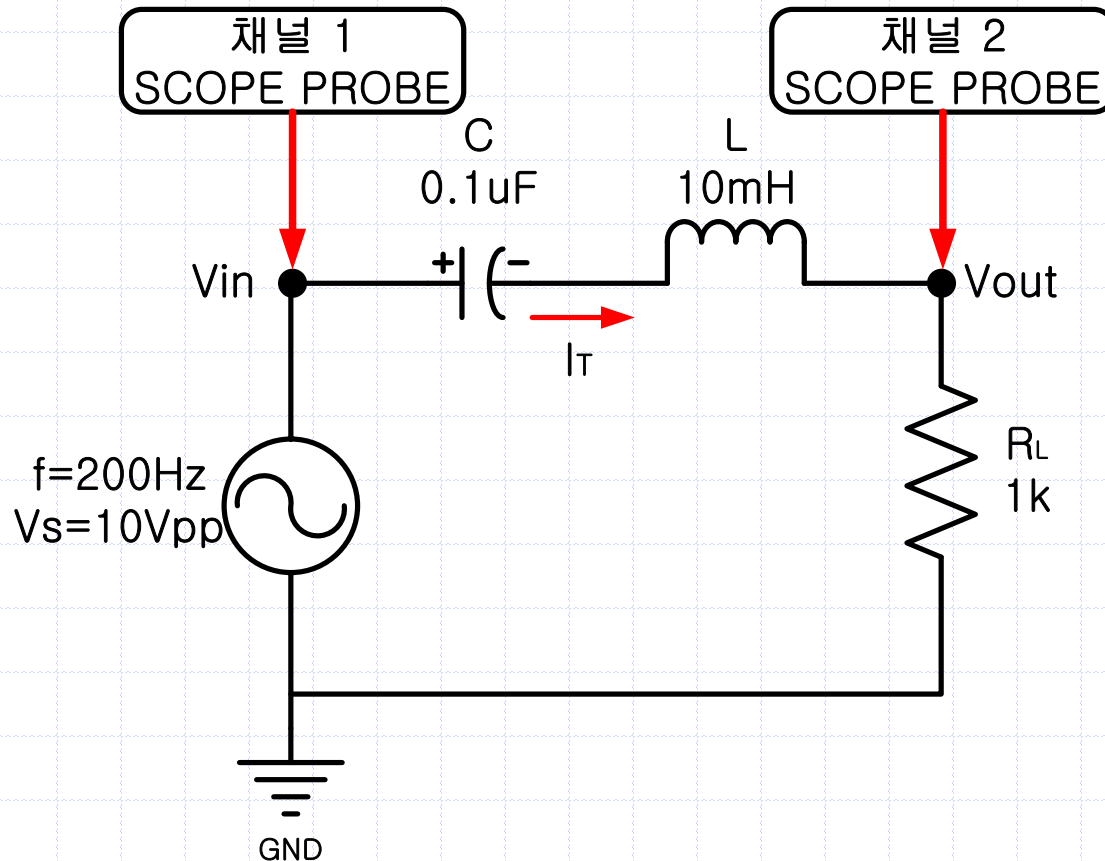 채널 1
SCOPE PROBE
채널 2
SCOPE PROBE
C
0.1uF
L
10mH
+
−
Vin
Vout
IT
f=200Hz
Vs=10Vpp
RL
1k
GND